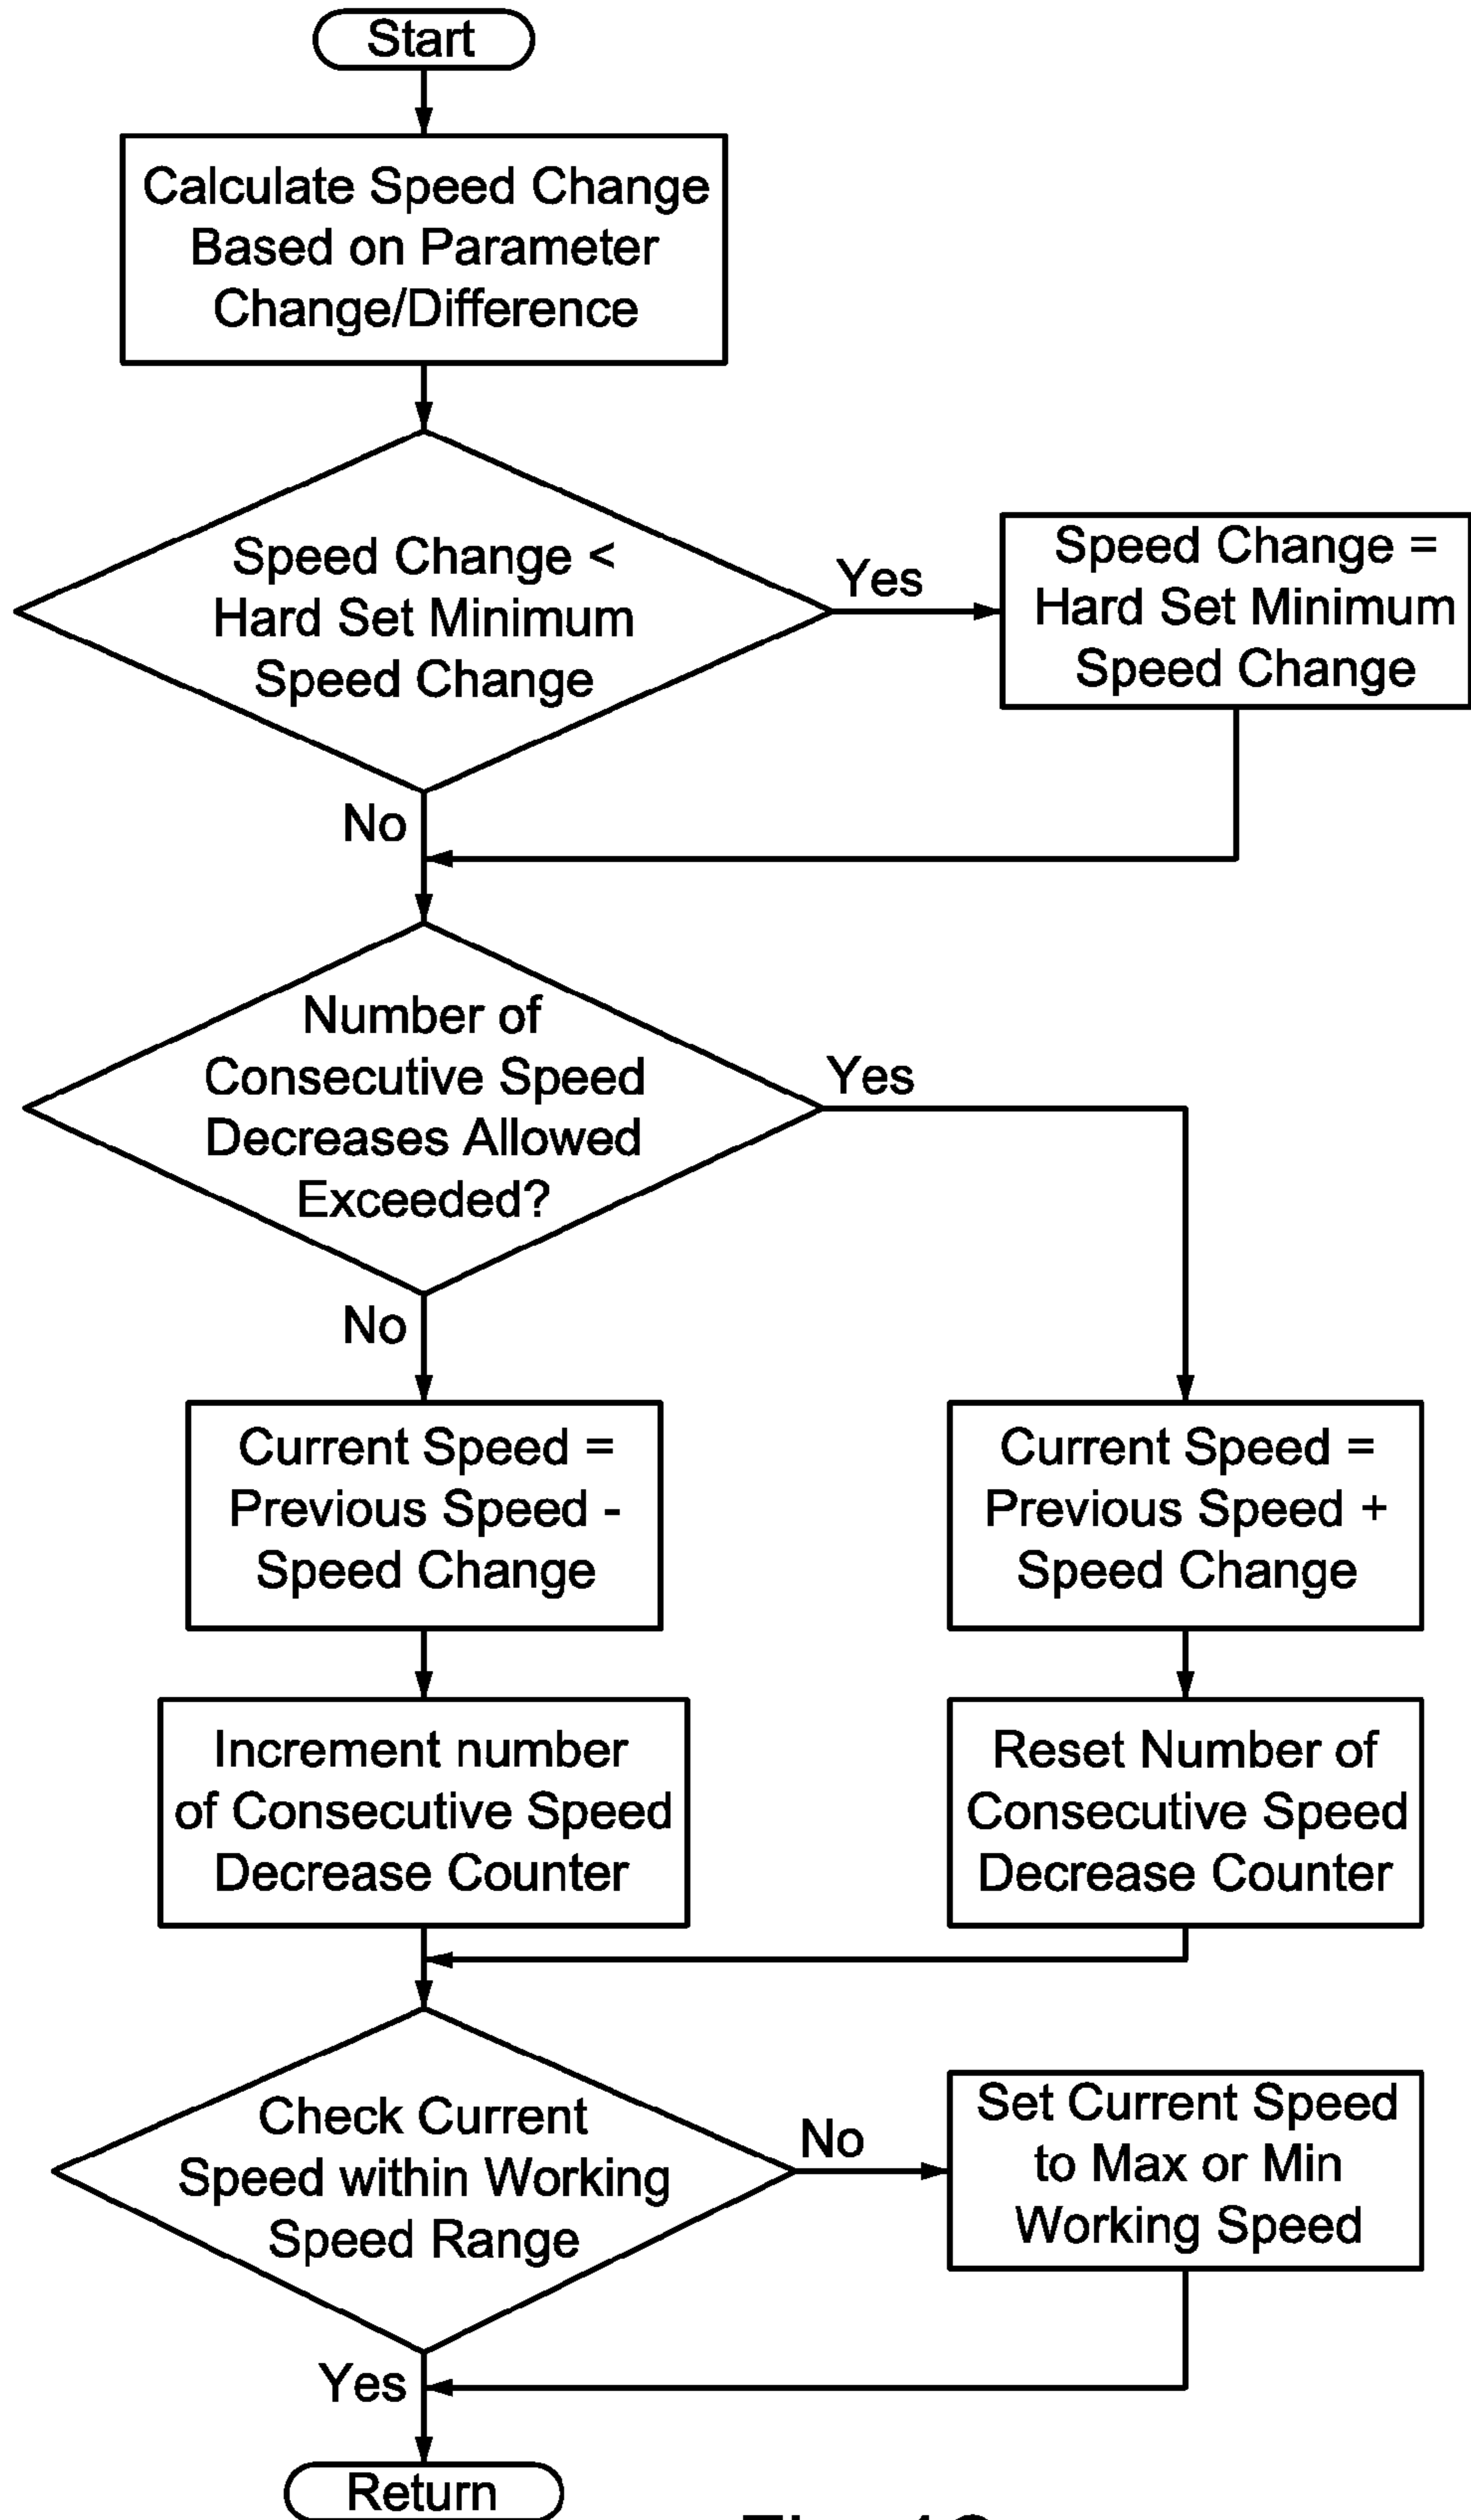 Start
Calculate Speed Change
Based on Parameter
Change/Difference
Speed Change <
Hard Set Minimum
Speed Change
Yes
Speed Change =
Hard Set Minimum
Speed Change
No
Number of
Consecutive Speed
Decreases Allowed
Exceeded?
Yes
No
Current Speed =
Previous Speed -
Speed Change
Current Speed =
Previous Speed +
Speed Change
Increment number
of Consecutive Speed
Decrease Counter
Reset Number of
Consecutive Speed
Decrease Counter
Check Current
Speed within Working
Speed Range
No
Set Current Speed
to Max or Min
Working Speed
Yes
Return